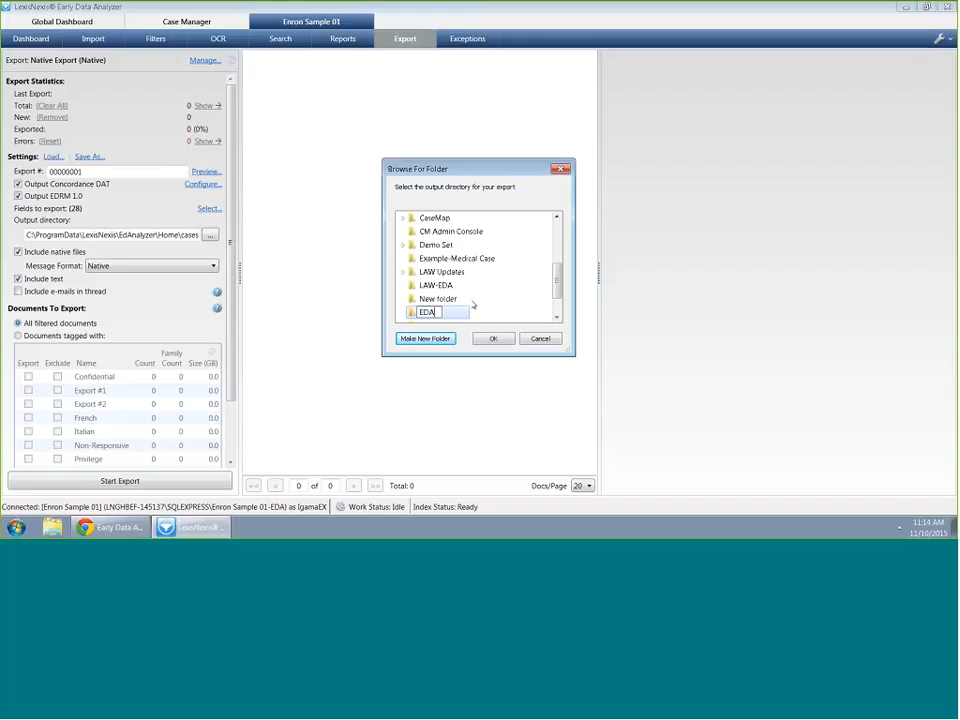 LexisNexis® Early Data Analyzer
Global Dashboard Case Manager Enron Sample 01
Dashboard Import Filters OCR Search Reports Export Exceptions
Export: Native Export (Native) Manage...
Export Statistics:
Last Export:
Total: (Clear All) 0 Show
New: (Remove) 0
Exported: 0 (0%)
Errors: (Reset) 0 Show
Settings: Load... Save As...
Export #: 00000001 Preview...
Output Concordance DAT Configure...
Output EDRM 1.0
Fields to export: (28) Select...
Output directory:
C:\ProgramData\LexisNexis\EdAnalyzer\Home\cases ...
Include native files
Message Format: Native
Include text
Include e-mails in thread
Documents To Export:
All filtered documents
Documents tagged with:
Family
Export Exclude Name Count Count Size (GB)
Confidential 0 0 0.0
Export #1 0 0 0.0
Export #2 0 0 0.0
French 0 0 0.0
Italian 0 0 0.0
Non-Responsive 0 0 0.0
Privilege 0 0 0.0
Start Export
Browse For Folder
Select the output directory for your export
CaseMap
CM Admin Console
Demo Set
Example-Medical Case
LAW Updates
LAW-EDA
New folder
EDA
Make New Folder OK Cancel
<< < 0 of 0 > >> Total: 0 Docs/Page 20
Connected: [Enron Sample 01] (LNGHBEF-145137\SQLEXPRESS\Enron Sample 01-EDA) as lgamaEX Work Status: Idle Index Status: Ready
Early Data A... LexisNexis® ...
11:14 AM
11/10/2015